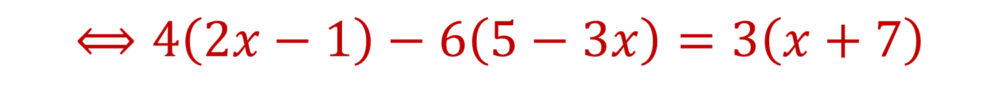 ⟺ 4(2𝑥 − 1) − 6(5 − 3𝑥) = 3(𝑥 + 7)